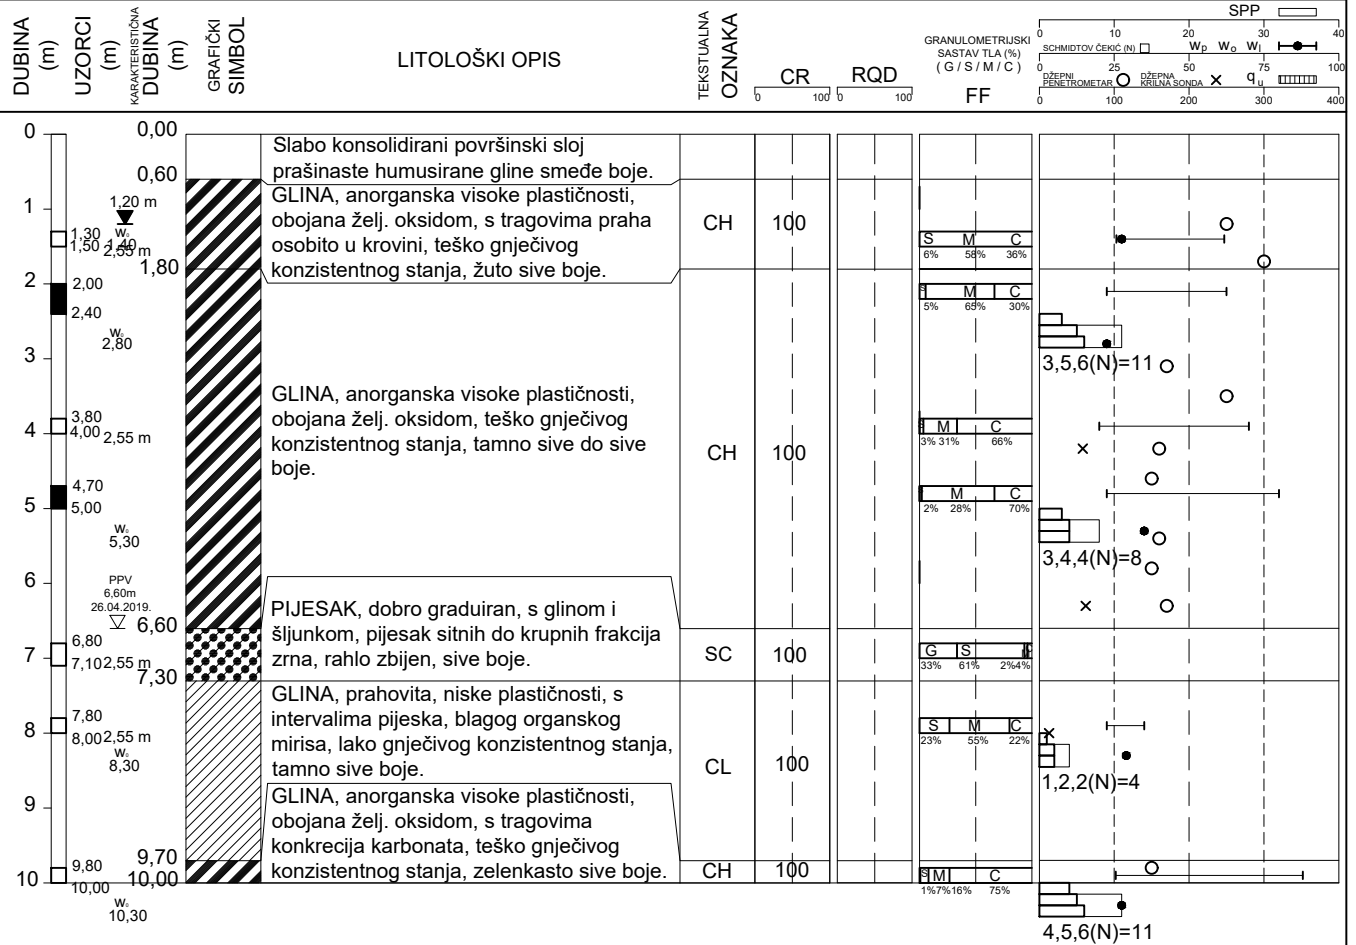 DUBINA (m)
UZORCI (m)
KARAKTERISTIČNA DUBINA (m)
GRAFIČKI SIMBOL
LITOLOŠKI OPIS
TEKSTUALNA OZNAKA
CR
0 100
RQD
0 100
GRANULOMETRIJSKI
SASTAV TLA (%)
( G / S / M / C )
FF
SPP
0 10 20 30 40
SCHMIDTOV ČEKIĆ (N) wp wo wl
0 25 50 75 100
DŽEPNI PENETROMETAR DŽEPNA KRILNA SONDA qu
0 100 200 300 400
0
0,00
Slabo konsolidirani površinski sloj
prašinaste humusirane gline smeđe boje.
0,60
1
1,20 m
1,30
1,50
w₀
1,40
2,55 m
GLINA, anorganska visoke plastičnosti,
obojana želj. oksidom, s tragovima praha
osobito u krovini, teško gnječivog
konzistentnog stanja, žuto sive boje.
CH
100
S M C
6% 58% 36%
1,80
2
2,00
2,40
w₀
2,80
S M C
5% 65% 30%
3,5,6(N)=11
3
GLINA, anorganska visoke plastičnosti,
obojana želj. oksidom, teško gnječivog
konzistentnog stanja, tamno sive do sive
boje.
CH
100
3,80
4
4,00
2,55 m
M C
3% 31% 66%
4,70
5
5,00
M C
2% 28% 70%
w₀
5,30
3,4,4(N)=8
6
PPV
6,60m
26.04.2019.
6,60
PIJESAK, dobro graduiran, s glinom i
šljunkom, pijesak sitnih do krupnih frakcija
zrna, rahlo zbijen, sive boje.
SC
100
6,80
7
7,10
2,55 m
G S
33% 61% 2%4%
7,30
GLINA, prahovita, niske plastičnosti, s
intervalima pijeska, blagog organskog
mirisa, lako gnječivog konzistentnog stanja,
tamno sive boje.
CL
100
7,80
8
8,00
2,55 m
w₀
8,30
S M C
23% 55% 22%
1,2,2(N)=4
9
GLINA, anorganska visoke plastičnosti,
obojana želj. oksidom, s tragovima
konkrecija karbonata, teško gnječivog
konzistentnog stanja, zelenkasto sive boje.
9,70
CH
100
9,80
10
10,00
10,00
S M C
1%7%16% 75%
w₀
10,30
4,5,6(N)=11